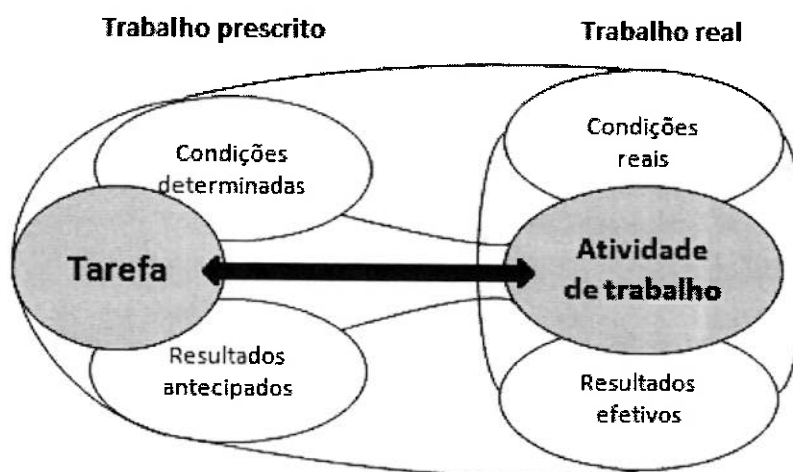 Trabalho prescrito
Trabalho real
Condições
determinadas
Condições
reais
Tarefa
Atividade
de trabalho
Resultados
antecipados
Resultados
efetivos